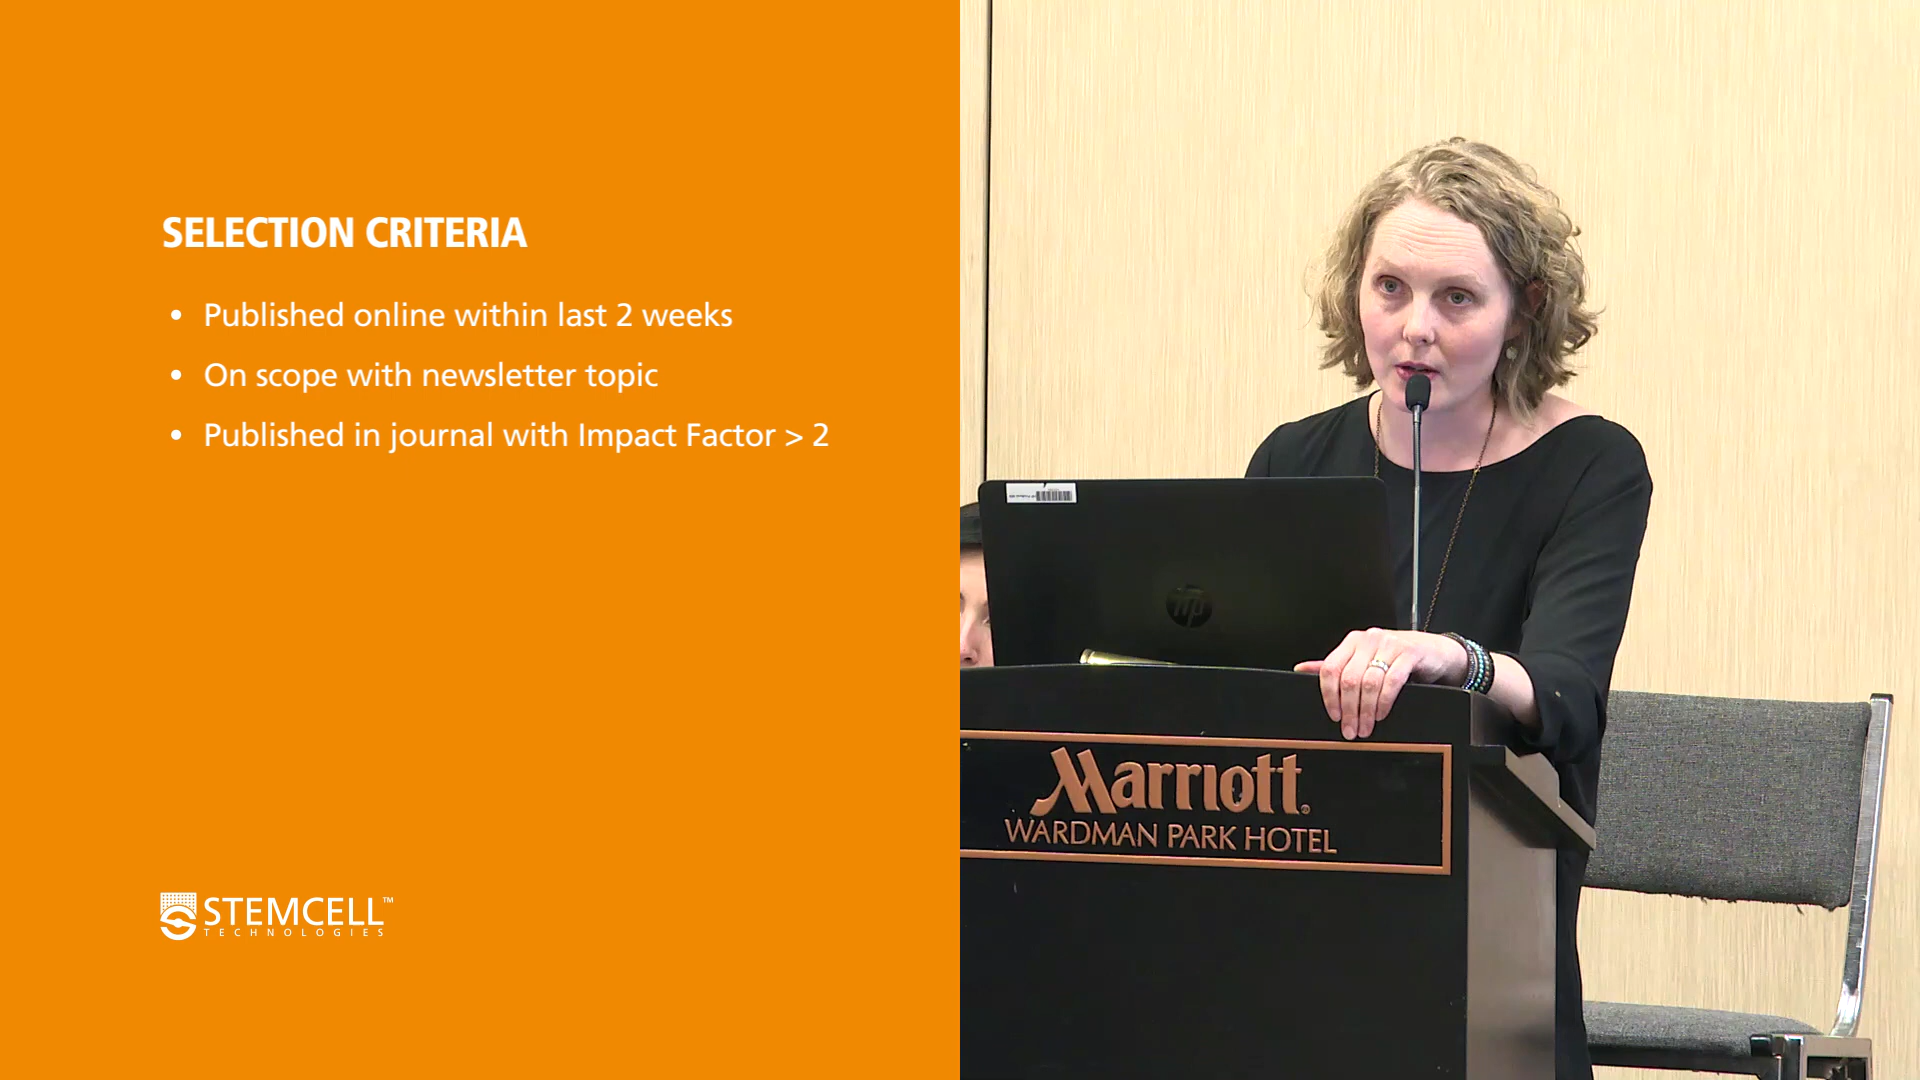 SELECTION CRITERIA
• Published online within last 2 weeks
• On scope with newsletter topic
• Published in journal with Impact Factor > 2
STEMCELL™
TECHNOLOGIES
hp
Marriott®
WARDMAN PARK HOTEL